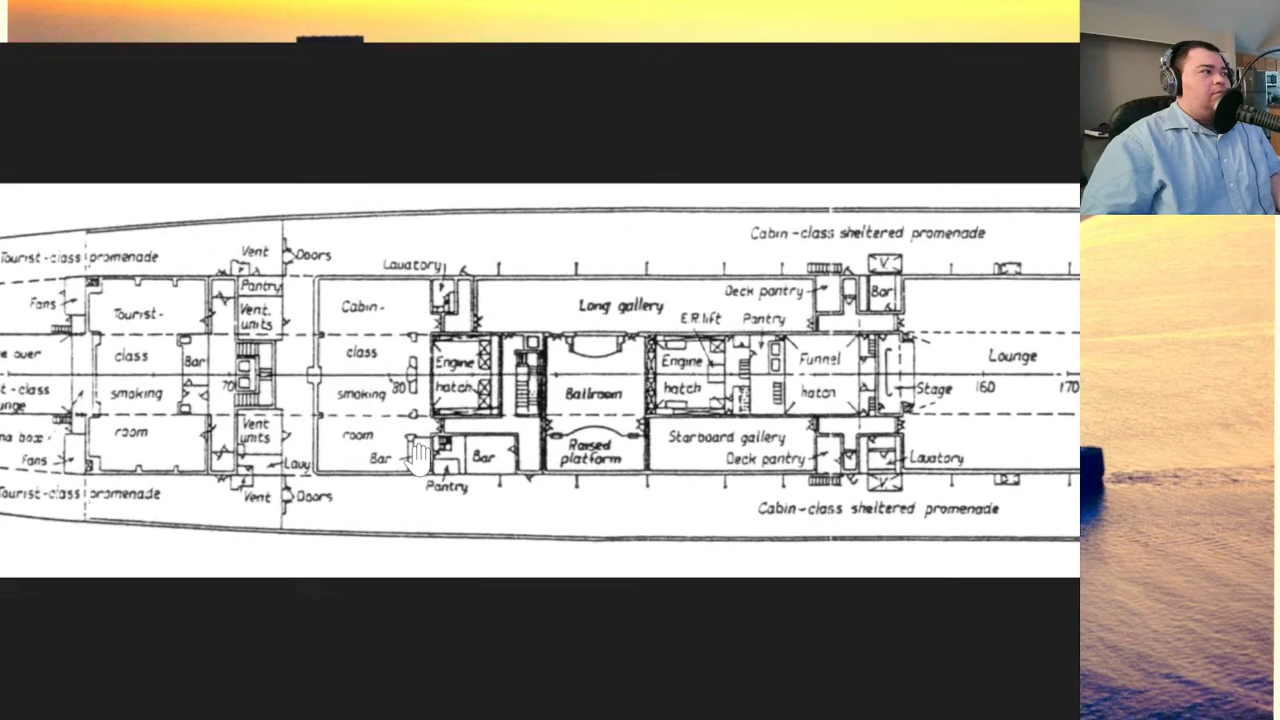 Cabin-class sheltered promenade
Tourist-class promenade
Vent
Doors
Lavatory
Pantry
Fans
Tourist-
Vent.
units
Cabin-
Long gallery
Deck pantry
Bar
E.R lift
Pantry
e over
class
Bar
class
Engine
Engine
Funnel
Lounge
70
80
hatch
Ballroom
hatch
hatch
Stage
160
170
st-class
smoking
smoking
room
Vent
units
room
Raised
platform
Starboard gallery
Fans
Lavy
Bar
Bar
Deck pantry
Lavatory
Pantry
Tourist-class promenade
Vent
Doors
Cabin-class sheltered promenade
V
V